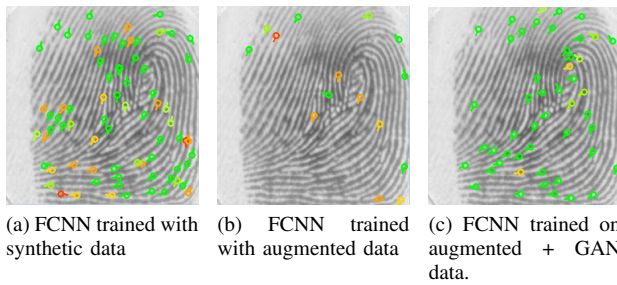 (a) FCNN trained with
synthetic data
(b) FCNN trained
with augmented data
(c) FCNN trained on
augmented + GAN
data.